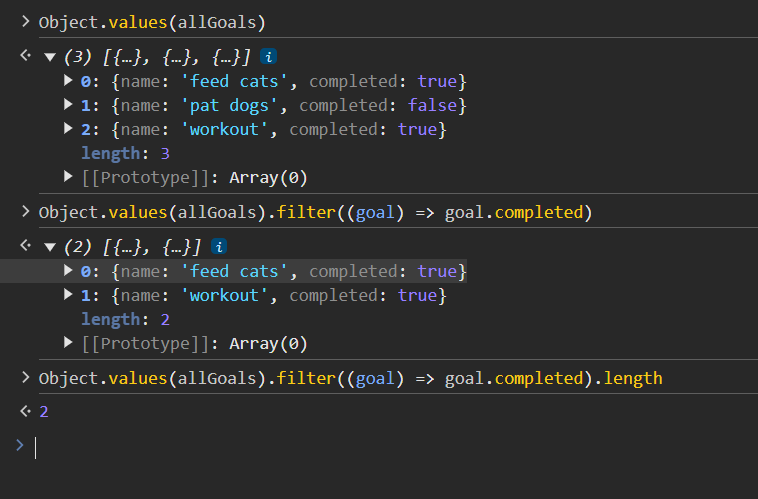 > Object.values(allGoals)
<· ▼ (3) [{…}, {…}, {…}] i
▶ 0: {name: 'feed cats', completed: true}
▶ 1: {name: 'pat dogs', completed: false}
▶ 2: {name: 'workout', completed: true}
length: 3
▶ [[Prototype]]: Array(0)
> Object.values(allGoals).filter((goal) => goal.completed)
<· ▼ (2) [{…}, {…}] i
▶ 0: {name: 'feed cats', completed: true}
▶ 1: {name: 'workout', completed: true}
length: 2
▶ [[Prototype]]: Array(0)
> Object.values(allGoals).filter((goal) => goal.completed).length
<· 2
>